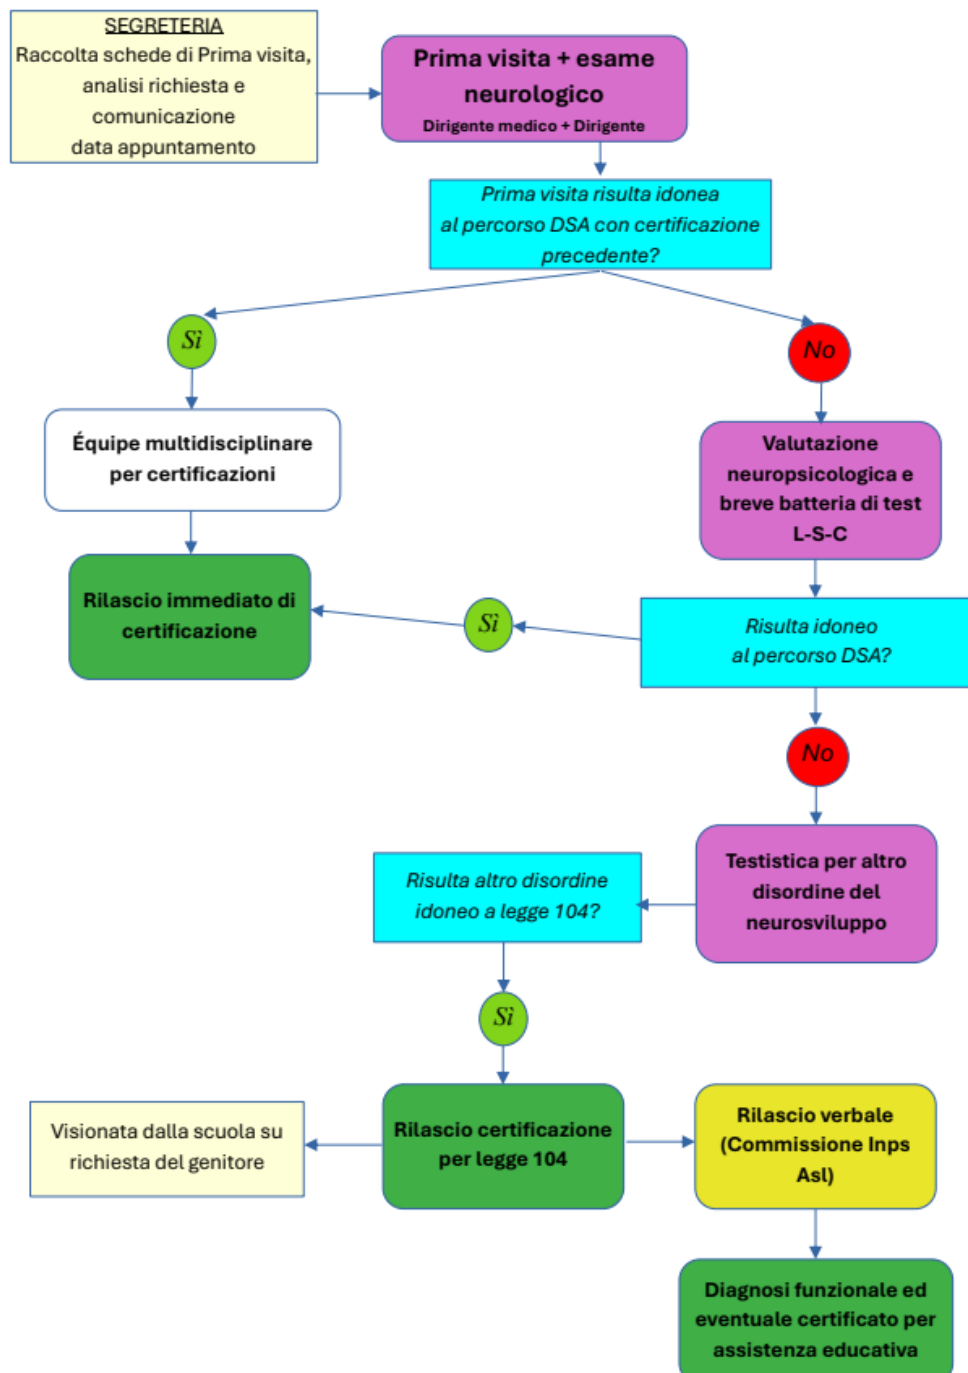 SEGRETERIA
Raccolta schede di Prima visita,
analisi richiesta e
comunicazione
data appuntamento
Prima visita + esame
neurologico
Dirigente medico + Dirigente
Prima visita risulta idonea
al percorso DSA con certificazione
precedente?
Sì
No
Équipe multidisciplinare
per certificazioni
Valutazione
neuropsicologica e
breve batteria di test
L-S-C
Rilascio immediato di
certificazione
Sì
Risulta idoneo
al percorso DSA?
No
Testistica per altro
disordine del
neurosviluppo
Risulta altro disordine
idoneo a legge 104?
Sì
Visionata dalla scuola su
richiesta del genitore
Rilascio certificazione
per legge 104
Rilascio verbale
(Commissione Inps
Asl)
Diagnosi funzionale ed
eventuale certificato per
assistenza educativa